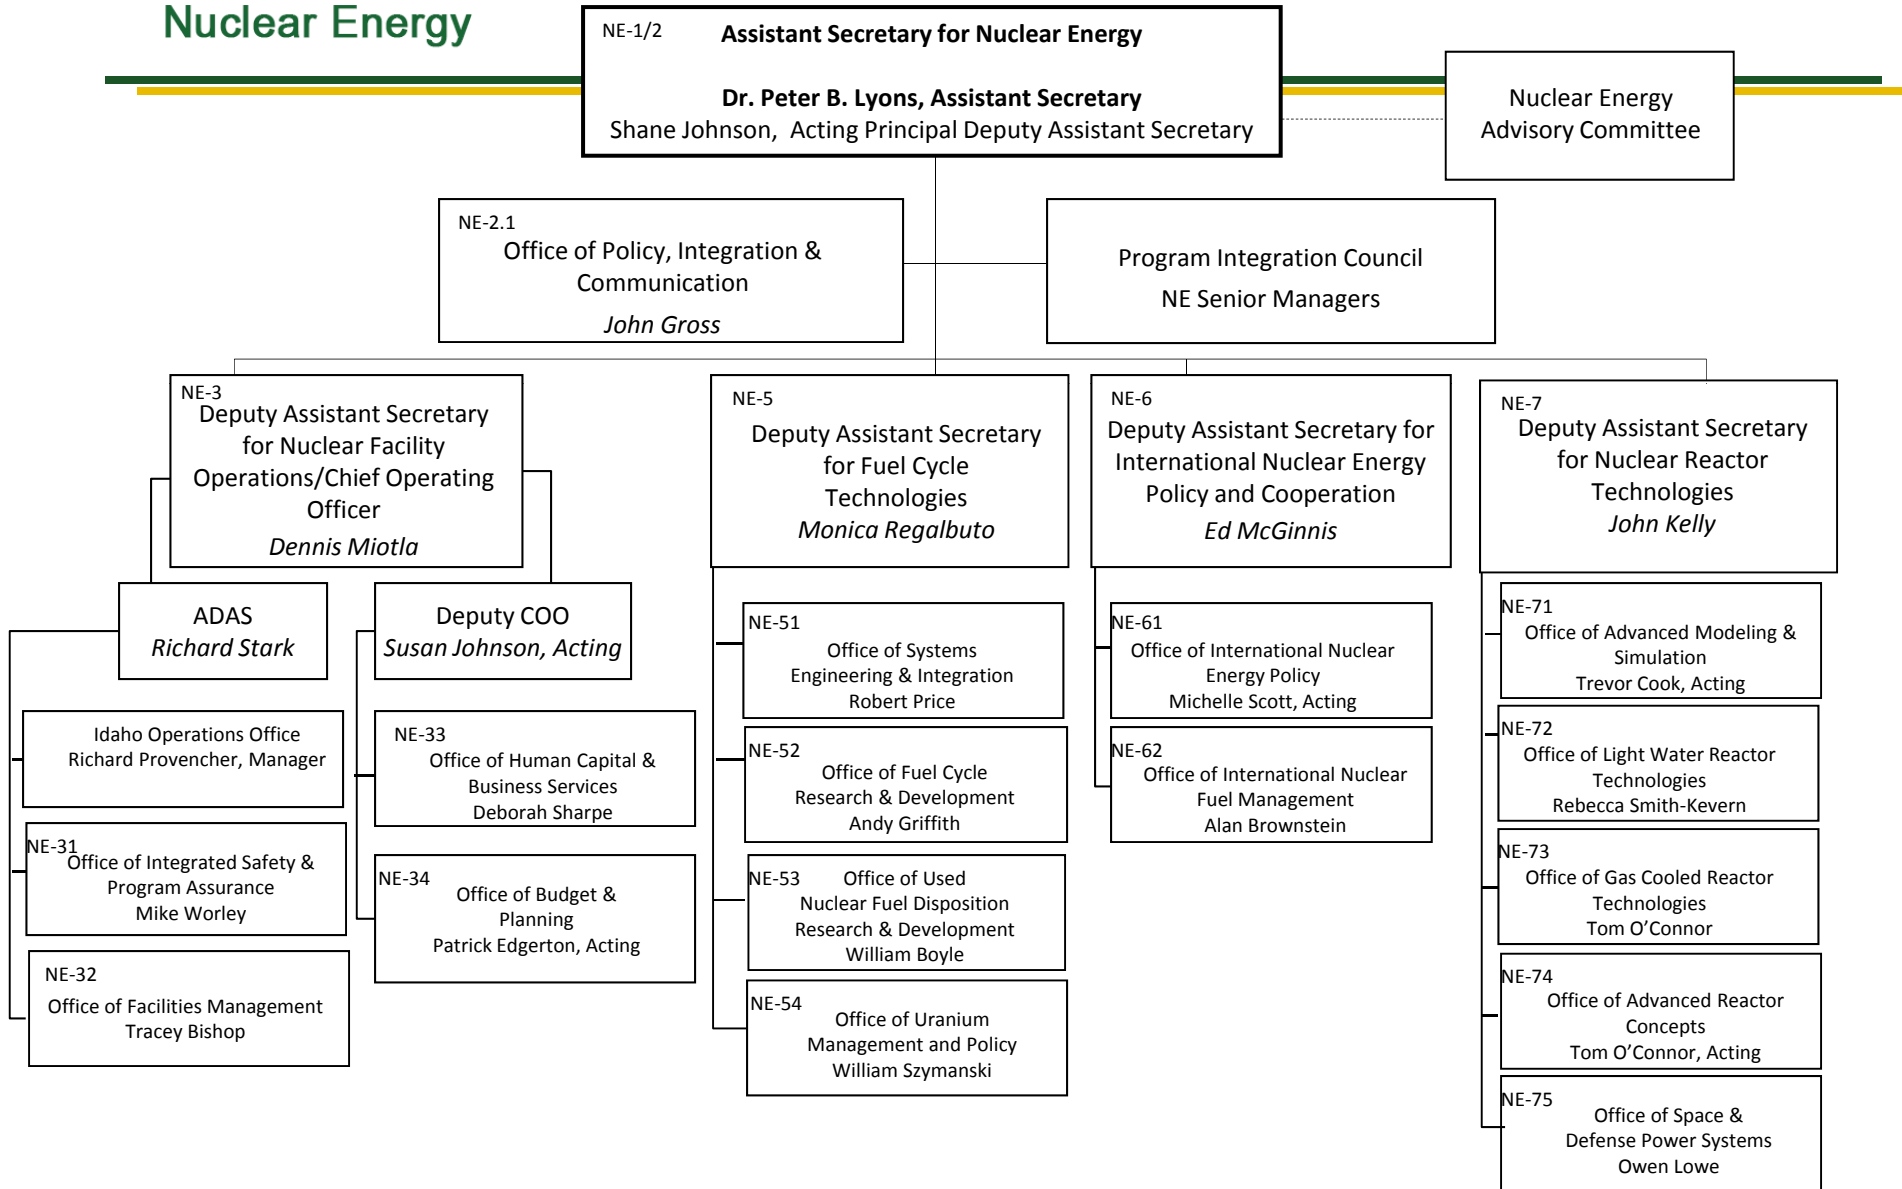 Nuclear Energy
NE-1/2
Assistant Secretary for Nuclear Energy
Dr. Peter B. Lyons, Assistant Secretary
Shane Johnson, Acting Principal Deputy Assistant Secretary
Nuclear Energy
Advisory Committee
NE-2.1
Office of Policy, Integration &
Communication
John Gross
Program Integration Council
NE Senior Managers
NE-3
Deputy Assistant Secretary
for Nuclear Facility
Operations/Chief Operating
Officer
Dennis Miotla
NE-5
Deputy Assistant Secretary
for Fuel Cycle
Technologies
Monica Regalbuto
NE-6
Deputy Assistant Secretary for
International Nuclear Energy
Policy and Cooperation
Ed McGinnis
NE-7
Deputy Assistant Secretary
for Nuclear Reactor
Technologies
John Kelly
ADAS
Richard Stark
Deputy COO
Susan Johnson, Acting
Idaho Operations Office
Richard Provencher, Manager
NE-31
Office of Integrated Safety &
Program Assurance
Mike Worley
NE-32
Office of Facilities Management
Tracey Bishop
NE-33
Office of Human Capital &
Business Services
Deborah Sharpe
NE-34
Office of Budget &
Planning
Patrick Edgerton, Acting
NE-51
Office of Systems
Engineering & Integration
Robert Price
NE-52
Office of Fuel Cycle
Research & Development
Andy Griffith
NE-53
Office of Used
Nuclear Fuel Disposition
Research & Development
William Boyle
NE-54
Office of Uranium
Management and Policy
William Szymanski
NE-61
Office of International Nuclear
Energy Policy
Michelle Scott, Acting
NE-62
Office of International Nuclear
Fuel Management
Alan Brownstein
NE-71
Office of Advanced Modeling &
Simulation
Trevor Cook, Acting
NE-72
Office of Light Water Reactor
Technologies
Rebecca Smith-Kevern
NE-73
Office of Gas Cooled Reactor
Technologies
Tom O’Connor
NE-74
Office of Advanced Reactor
Concepts
Tom O’Connor, Acting
NE-75
Office of Space &
Defense Power Systems
Owen Lowe